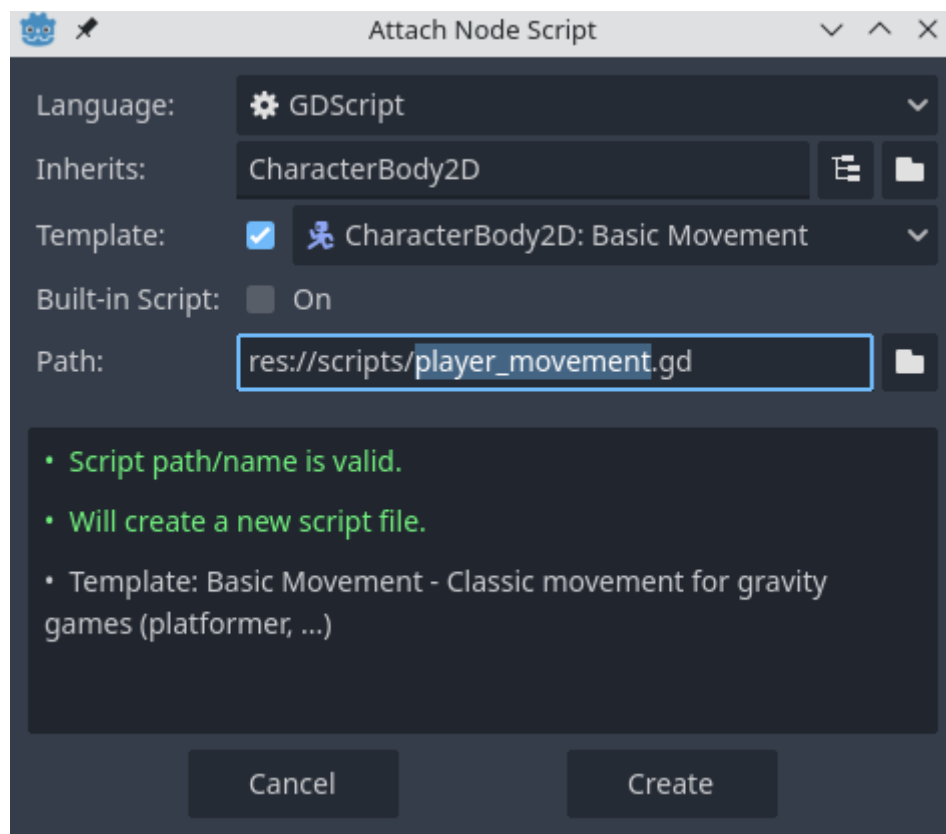 Attach Node Script
Language: GDScript
Inherits: CharacterBody2D
Template: CharacterBody2D: Basic Movement
Built-in Script: On
Path: res://scripts/player_movement.gd
• Script path/name is valid.
• Will create a new script file.
• Template: Basic Movement - Classic movement for gravity
games (platformer, ...)
Cancel Create